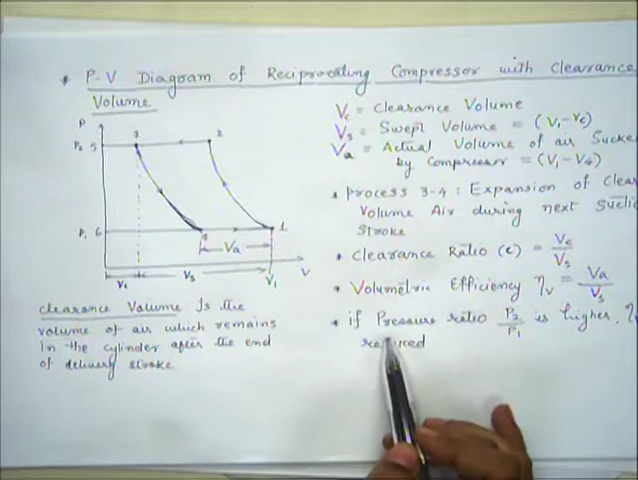 * P-V Diagram of Reciprocating Compressor with Clearance
Volume
P
P₂ 5
3
2
P₁ 6
4
1
Va
Vc
Vs
V₁
V
Clearance Volume Is the
volume of air which remains
in the cylinder after the end
of delivery stroke
Vc = Clearance Volume
Vs = Swept Volume = (V₁-Vc)
Va = Actual Volume of air Sucke
by Compressor = (V₁-V4)
* Process 3-4 : Expansion of Clear
Volume Air during next Suctio
Stroke
* Clearance Ratio (c) = Vc/Vs
* Volumetric Efficiency ηv = Va/Vs
* if Pressure ratio P₂/P₁ is higher, η
reduced